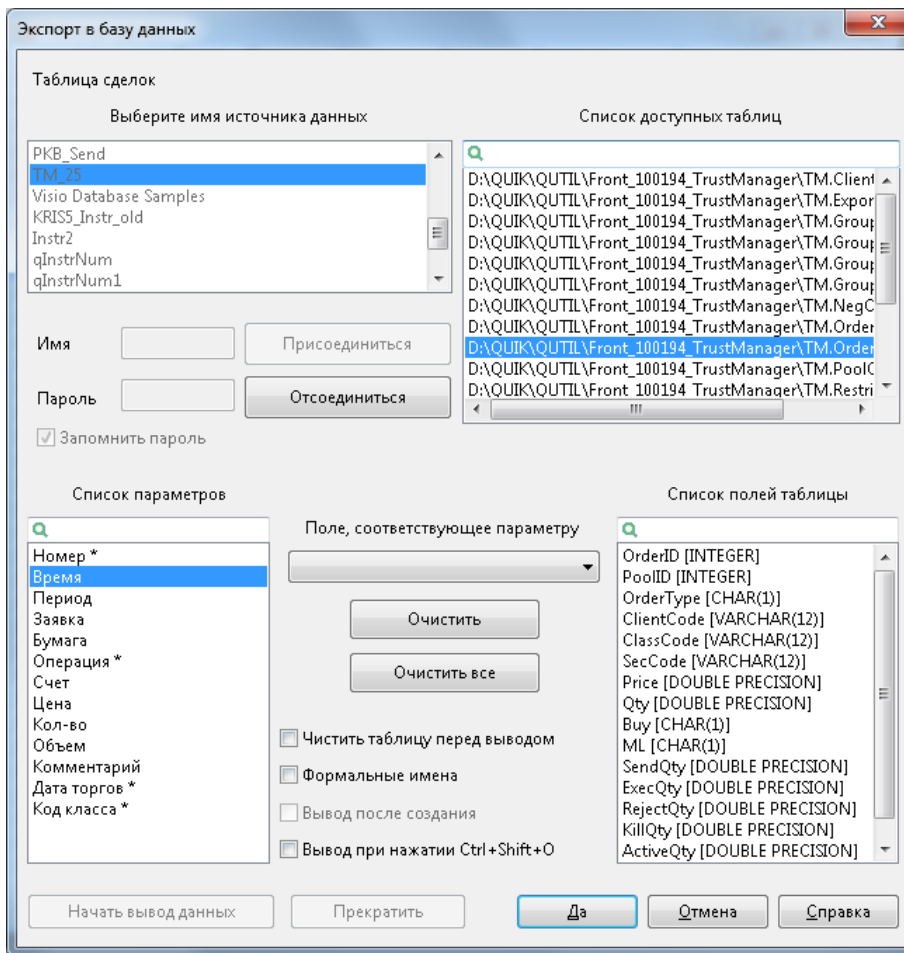 Экспорт в базу данных
Таблица сделок
Выберите имя источника данных
PKB_Send
TM_25
Visio Database Samples
KRIS5_Instr_old
Instr2
qInstrNum
qInstrNum1
Список доступных таблиц
D:\QUIK\QUTIL\Front_100194_TrustManager\TM.Client
D:\QUIK\QUTIL\Front_100194_TrustManager\TM.Expor
D:\QUIK\QUTIL\Front_100194_TrustManager\TM.Group
D:\QUIK\QUTIL\Front_100194_TrustManager\TM.Group
D:\QUIK\QUTIL\Front_100194_TrustManager\TM.Group
D:\QUIK\QUTIL\Front_100194_TrustManager\TM.Group
D:\QUIK\QUTIL\Front_100194_TrustManager\TM.NegC
D:\QUIK\QUTIL\Front_100194_TrustManager\TM.Order
D:\QUIK\QUTIL\Front_100194_TrustManager\TM.Order
D:\QUIK\QUTIL\Front_100194_TrustManager\TM.PoolC
D:\QUIK\QUTIL\Front_100194_TrustManager\TM.Restri
Имя
Присоединиться
Пароль
Отсоединиться
Запомнить пароль
Список параметров
Номер *
Время
Период
Заявка
Бумага
Операция *
Счет
Цена
Кол-во
Объем
Комментарий
Дата торгов *
Код класса *
Поле, соответствующее параметру
Очистить
Очистить все
Чистить таблицу перед выводом
Формальные имена
Вывод после создания
Вывод при нажатии Ctrl+Shift+O
Список полей таблицы
OrderID [INTEGER]
PoolID [INTEGER]
OrderType [CHAR(1)]
ClientCode [VARCHAR(12)]
ClassCode [VARCHAR(12)]
SecCode [VARCHAR(12)]
Price [DOUBLE PRECISION]
Qty [DOUBLE PRECISION]
Buy [CHAR(1)]
ML [CHAR(1)]
SendQty [DOUBLE PRECISION]
ExecQty [DOUBLE PRECISION]
RejectQty [DOUBLE PRECISION]
KillQty [DOUBLE PRECISION]
ActiveQty [DOUBLE PRECISION]
Начать вывод данных
Прекратить
Да
Отмена
Справка